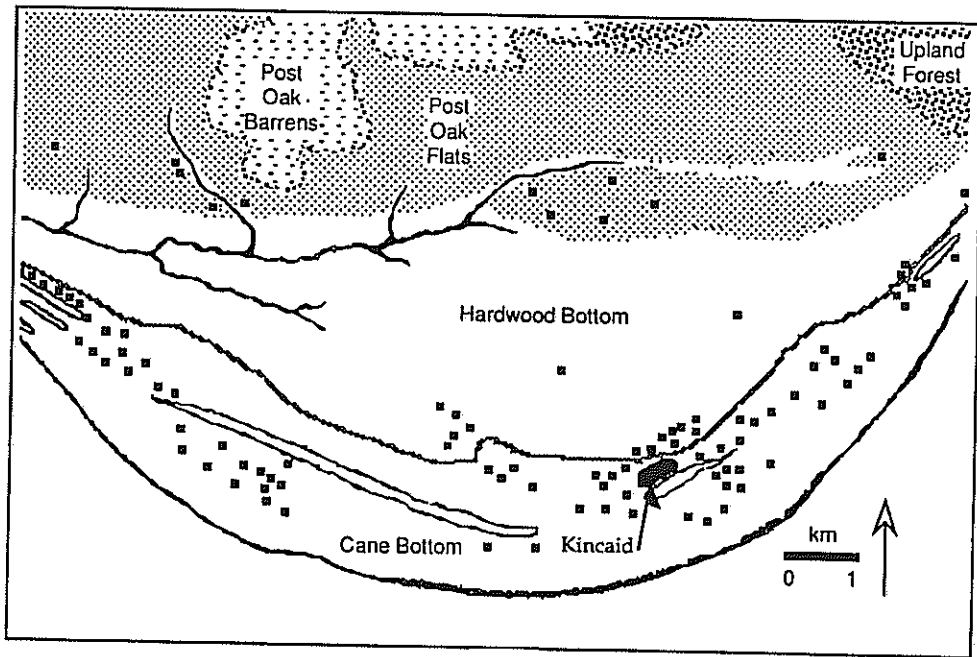 Post
Oak
Barrens
Post
Oak
Flats
Upland
Forest
Hardwood Bottom
Cane Bottom
Kincaid
km
0 1